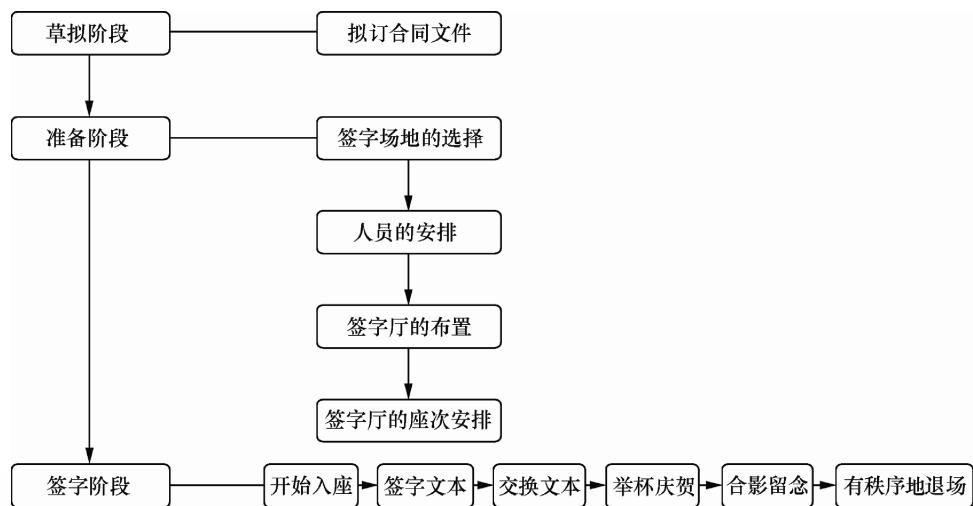 草拟阶段
拟订合同文件
准备阶段
签字场地的选择
人员的安排
签字厅的布置
签字厅的座次安排
签字阶段
开始入座
签字文本
交换文本
举杯庆贺
合影留念
有秩序地退场